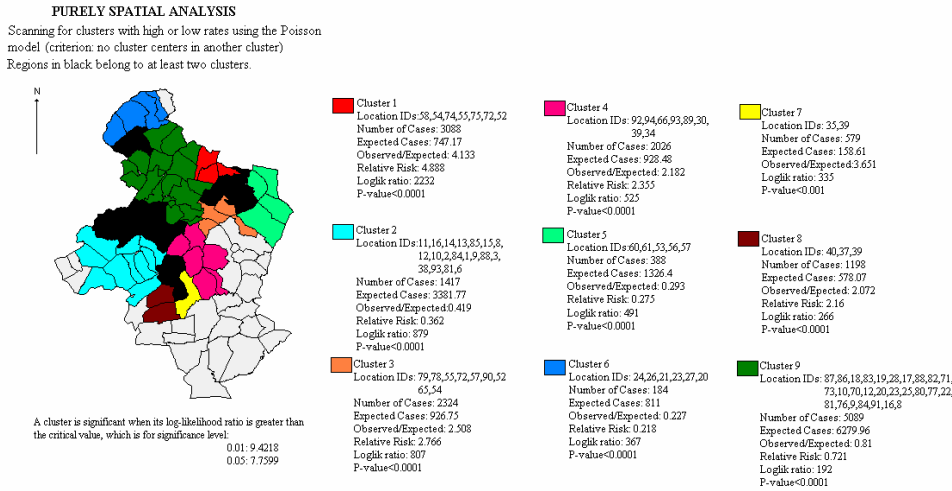 PURELY SPATIAL ANALYSIS
Scanning for clusters with high or low rates using the Poisson
model (criterion: no cluster centers in another cluster)
Regions in black belong to at least two clusters.
N
Cluster 1
Location IDs:58,54,74,55,75,72,52
Number of Cases: 3088
Expected Cases: 747.17
Observed/Expected: 4.133
Relative Risk: 4.888
Loglik ratio: 2232
P-value<0.0001
Cluster 2
Location IDs:11,16,14,13,85,15,8,
12,10,2,84,1,9,88,3,
38,93,81,6
Number of Cases: 1417
Expected Cases: 3381.77
Observed/Expected:0.419
Relative Risk: 0.362
Loglik ratio: 879
P-value<0.0001
Cluster 3
Location IDs: 79,78,55,72,57,90,52
65,54
Number of Cases: 2324
Expected Cases: 926.75
Observed/Expected: 2.508
Relative Risk: 2.766
Loglik ratio: 807
P-value<0.0001
Cluster 4
Location IDs: 92,94,66,93,89,30,
39,34
Number of Cases: 2026
Expected Cases: 928.48
Observed/Expected: 2.182
Relative Risk: 2.355
Loglik ratio: 525
P-value<0.0001
Cluster 5
Location IDs:60,61,53,56,57
Number of Cases: 388
Expected Cases: 1326.4
Observed/Expected: 0.293
Relative Risk: 0.275
Loglik ratio: 491
P-value<0.0001
Cluster 6
Location IDs: 24,26,21,23,27,20
Number of Cases: 184
Expected Cases: 811
Observed/Expected: 0.227
Relative Risk: 0.218
Loglik ratio: 367
P-value<0.0001
Cluster 7
Location IDs: 35,39
Number of Cases: 579
Expected Cases: 158.61
Observed/Expected:3.651
Loglik ratio: 335
P-value<0.001
Cluster 8
Location IDs: 40,37,39
Number of Cases: 1198
Expected Cases: 578.07
Observed/Epected: 2.072
Relative Risk: 2.16
Loglik ratio: 266
P-value<0.0001
Cluster 9
Location IDs: 87,86,18,83,19,28,17,88,82,71,
73,10,70,12,20,23,25,80,77,22,
81,76,9,84,91,16,8
Number of Cases: 5089
Expected Cases: 6279.96
Observed/Expected: 0.81
Relative Risk: 0.721
Loglik ratio: 192
P-value<0.0001
A cluster is significant when its log-likelihood ratio is greater than
the critical value, which is for significance level:
0.01: 9.4218
0.05: 7.7599